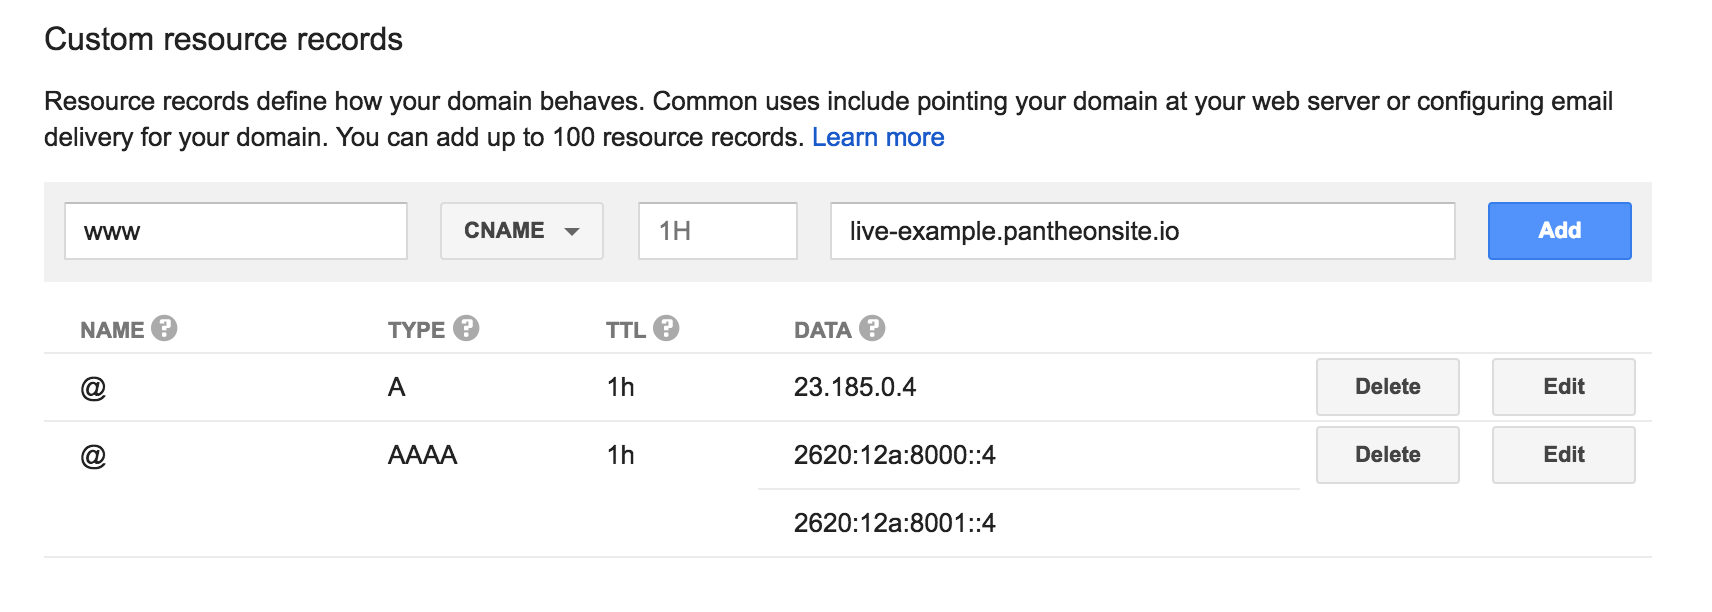 Custom resource records
Resource records define how your domain behaves. Common uses include pointing your domain at your web server or configuring email
delivery for your domain. You can add up to 100 resource records. Learn more
www CNAME 1H live-example.pantheonsite.io Add
NAME ? TYPE ? TTL ? DATA ?
@ A 1h 23.185.0.4 Delete Edit
@ AAAA 1h 2620:12a:8000::4 Delete Edit
2620:12a:8001::4